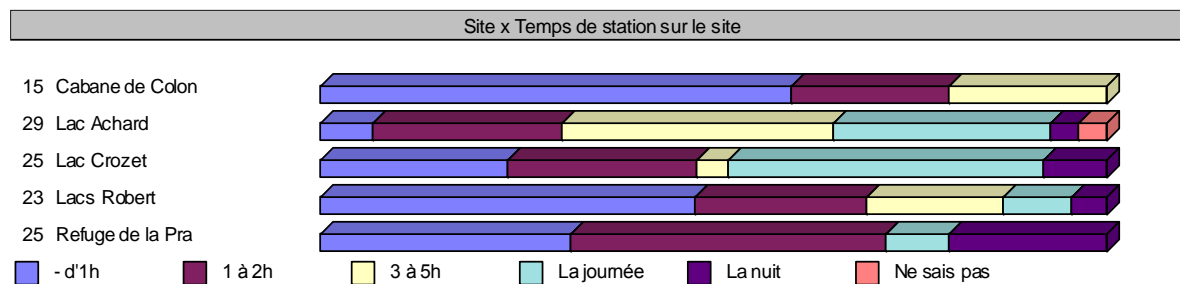 Site x Temps de station sur le site
15 Cabane de Colon
29 Lac Achard
25 Lac Crozet
23 Lacs Robert
25 Refuge de la Pra
- d'1h 1 à 2h 3 à 5h La journée La nuit Ne sais pas